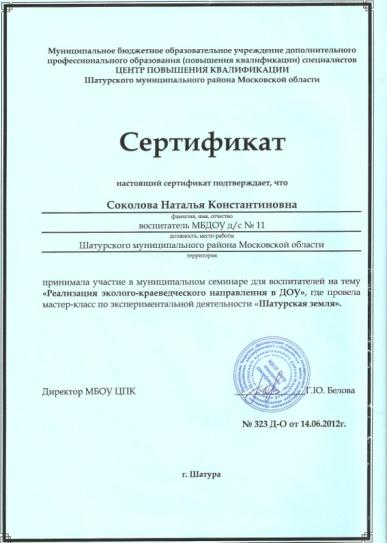 Муниципальное бюджетное образовательное учреждение дополнительного
профессионального образования (повышения квалификации) специалистов
ЦЕНТР ПОВЫШЕНИЯ КВАЛИФИКАЦИИ
Шатурского муниципального района Московской области
Сертификат
настоящий сертификат подтверждает, что
Соколова Наталья Константиновна
фамилия, имя, отчество
воспитатель МБДОУ д/с № 11
должность, место работы
Шатурского муниципального района Московской области
территория
принимала участие в муниципальном семинаре для воспитателей на тему
«Реализация эколого-краеведческого направления в ДОУ», где провела
мастер-класс по экспериментальной деятельности «Шатурская земля».
Директор МБОУ ЦПК
Г.Ю. Белова
№ 323 Д-О от 14.06.2012г.
г. Шатура